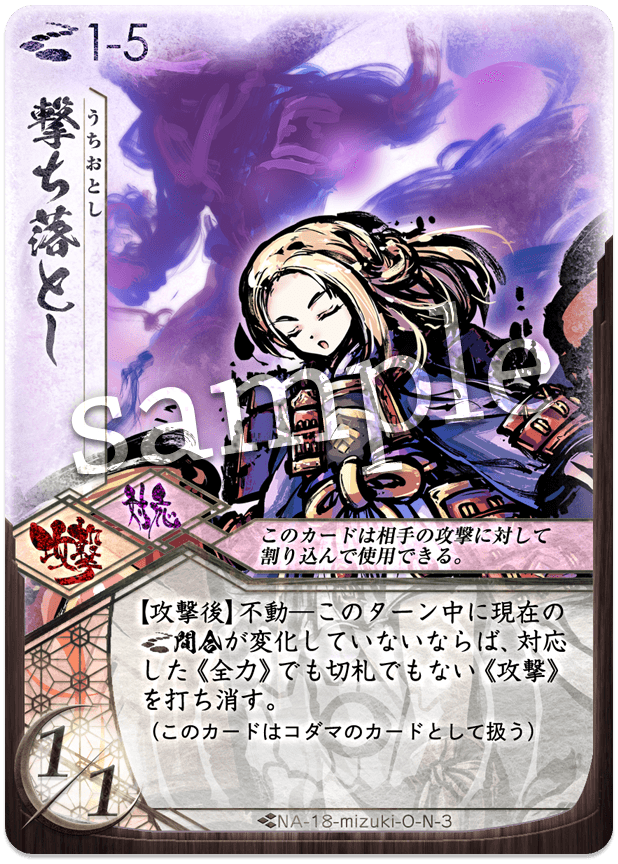 1-5
撃ち落とし
うちおとし
sample
攻撃
対応
このカードは相手の攻撃に対して
割り込んで使用できる。
【攻撃後】不動─このターン中に現在の
間合が変化していないならば、対応
した《全力》でも切札でもない《攻撃》
を打ち消す。
(このカードはコダマのカードとして扱う)
1/1
NA-18-mizuki-O-N-3